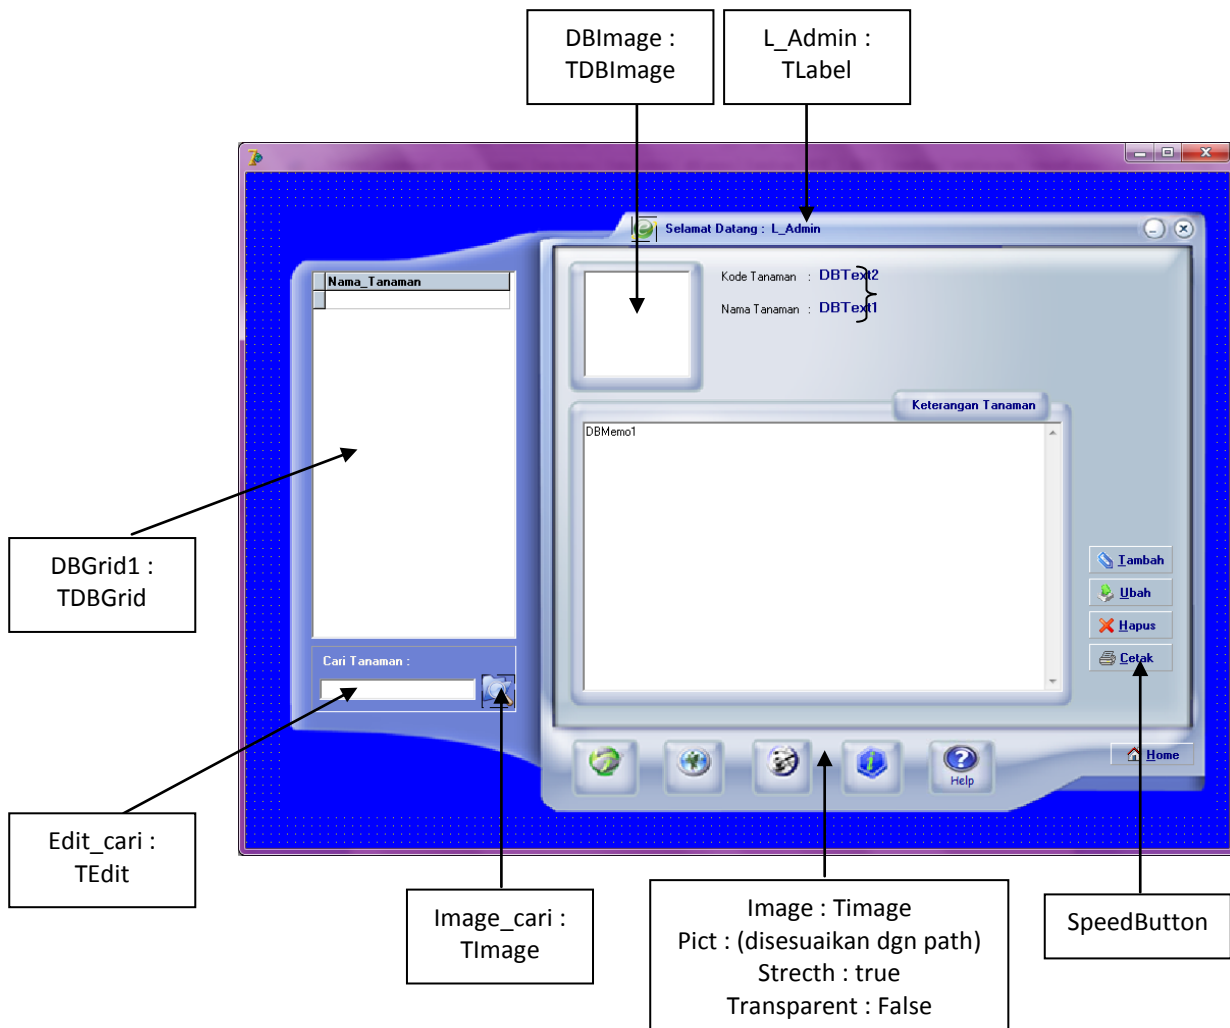 DBImage :
TDBImage
L_Admin :
TLabel
Selamat Datang : L_Admin
Nama_Tanaman
Kode Tanaman : DBText2
Nama Tanaman : DBText1
Keterangan Tanaman
DBMemo1
DBGrid1 :
TDBGrid
Tambah
Ubah
Hapus
Cetak
Cari Tanaman :
Home
Help
Edit_cari :
TEdit
Image_cari :
TImage
Image : Timage
Pict : (disesuaikan dgn path)
Strecth : true
Transparent : False
SpeedButton